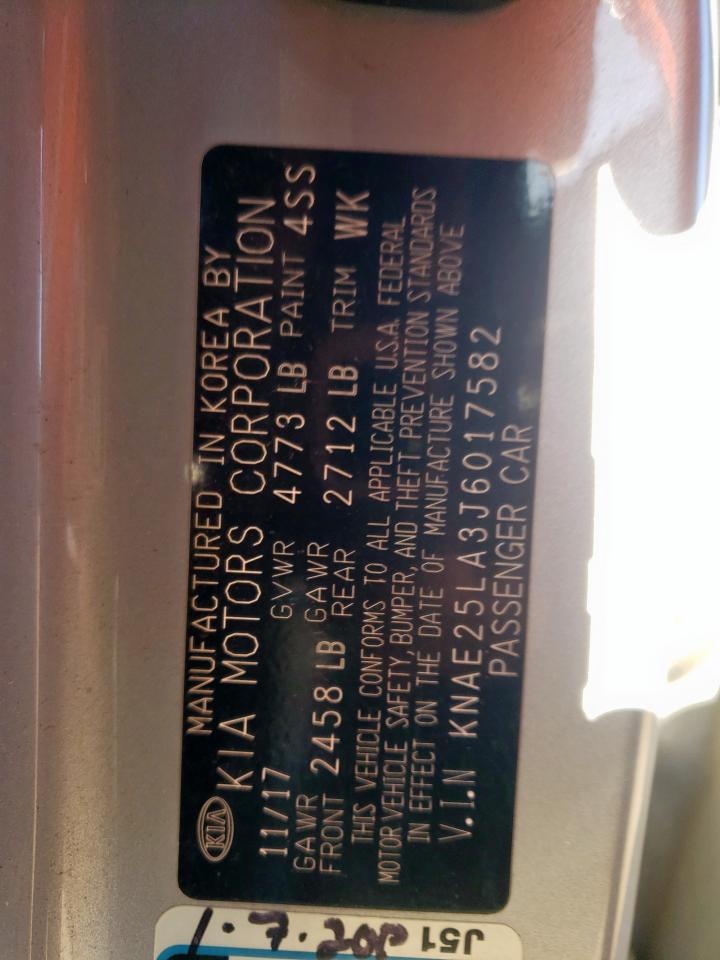 KIA
MANUFACTURED IN KOREA BY
KIA MOTORS CORPORATION
11/17 GVWR 4773 LB PAINT 4SS
GAWR FRONT 2458 LB GAWR REAR 2712 LB TRIM WK
THIS VEHICLE CONFORMS TO ALL APPLICABLE U.S.A. FEDERAL
MOTOR VEHICLE SAFETY, BUMPER, AND THEFT PREVENTION STANDARDS
IN EFFECT ON THE DATE OF MANUFACTURE SHOWN ABOVE
V.I.N KNAE25LA3J6017582
PASSENGER CAR
J51